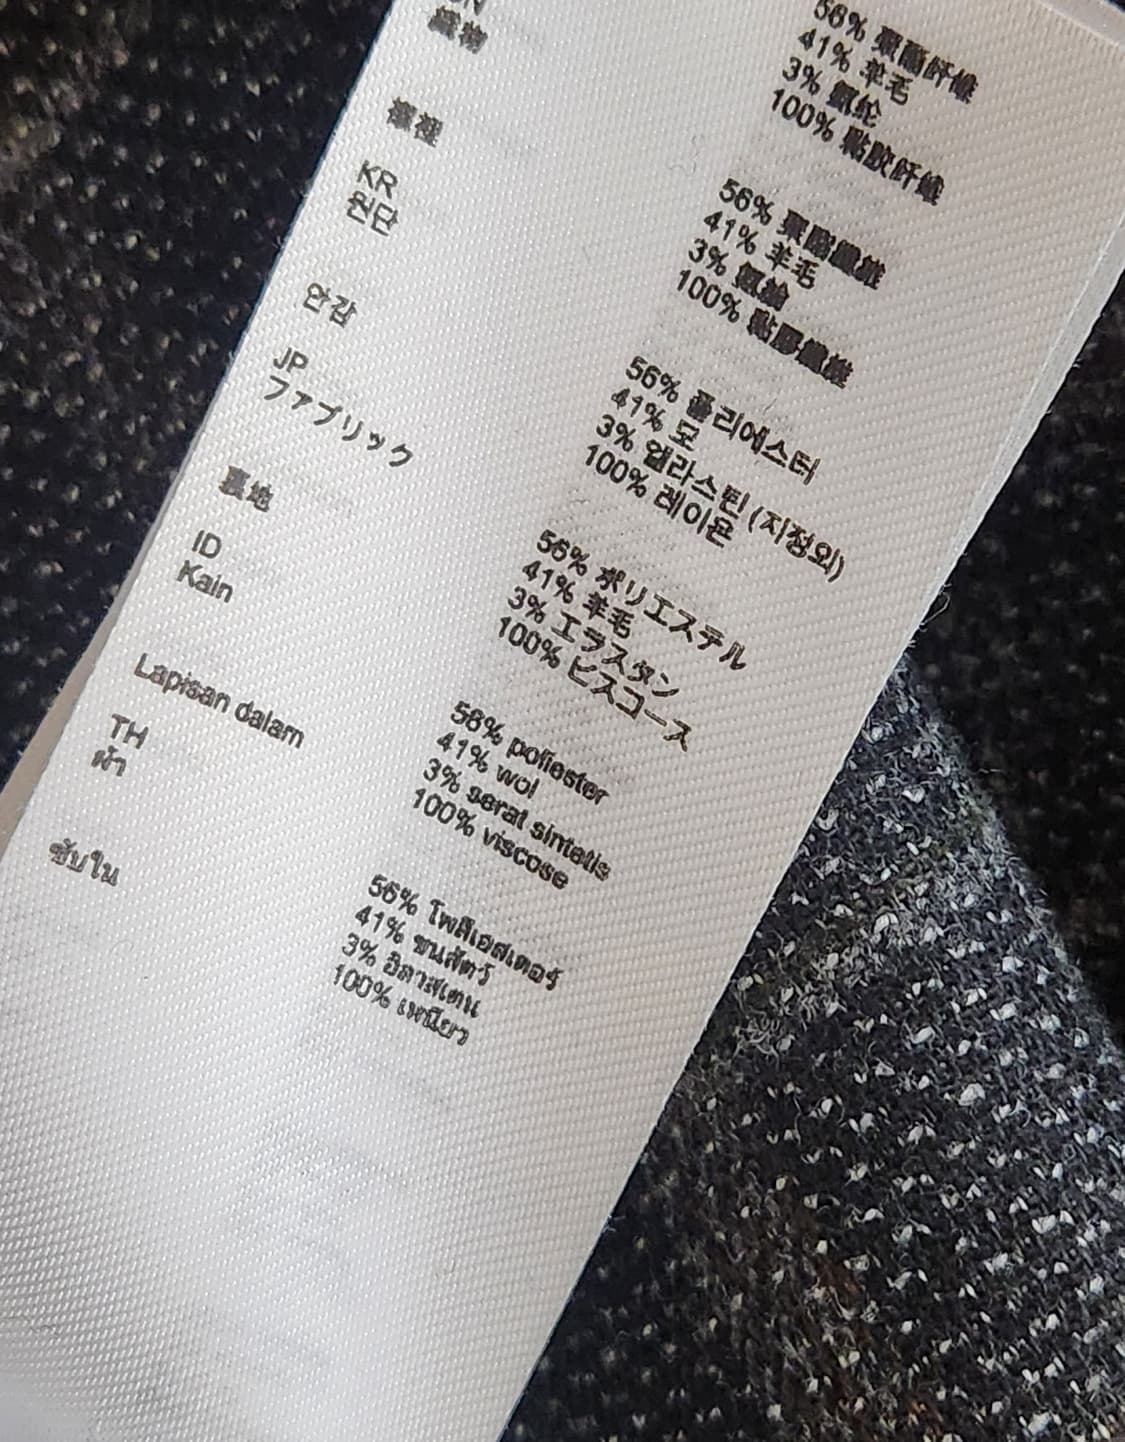 織物
56% 聚酯纤维
41% 羊毛
3% 氨纶
100% 黏胶纤维
襯裡
56% 聚酯纖維
41% 羊毛
3% 氨綸
100% 黏膠纖維
KR
원단
56% 폴리에스터
41% 모
3% 엘라스틴 (지정외)
100% 레이온
안감
JP
ファブリック
56% ポリエステル
41% 羊毛
3% エラスタン
100% ビスコース
裏地
ID
Kain
56% poliester
41% wol
3% serat sintetis
100% viscose
Lapisan dalam
TH
ผ้า
56% โพลีเอสเตอร์
41% ขนสัตว์
3% อิลาสเตน
100% เหนียว
ซับใน